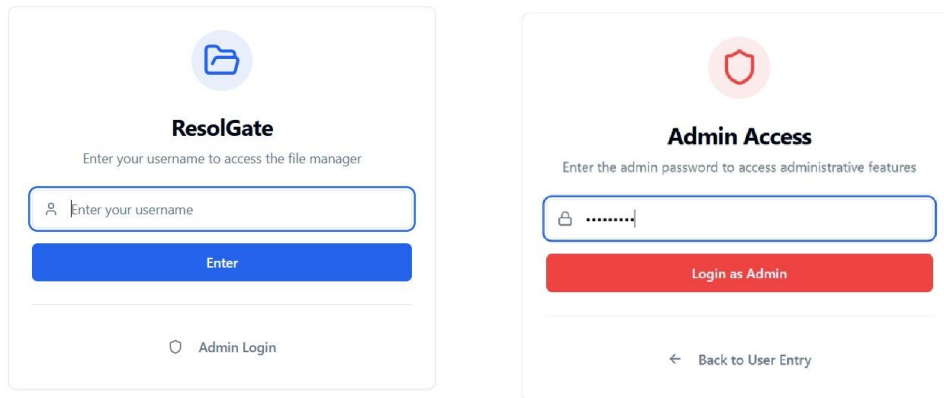 ResolGate
Enter your username to access the file manager
Enter your username
Enter
Admin Login
Admin Access
Enter the admin password to access administrative features
•••••••••
Login as Admin
Back to User Entry